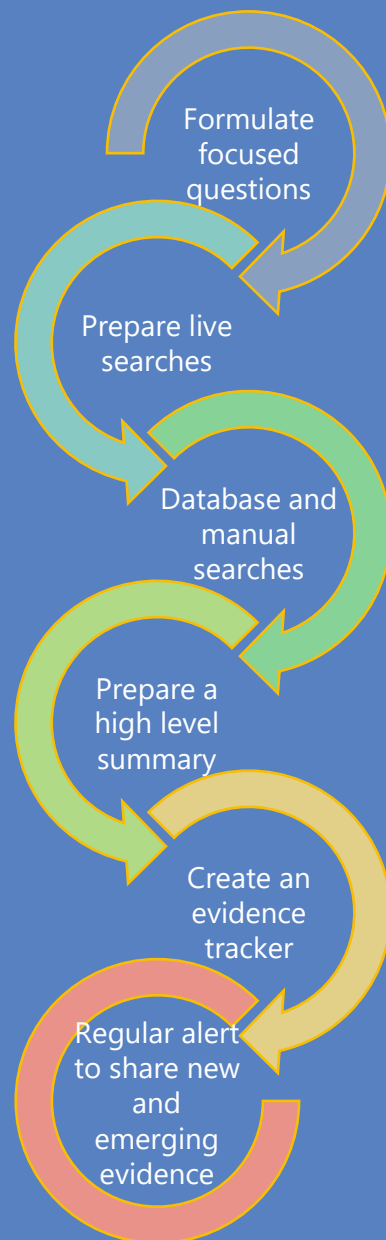 Formulate
focused
questions
Prepare live
searches
Database and
manual
searches
Prepare a
high level
summary
Create an
evidence
tracker
Regular alert
to share new
and
emerging
evidence